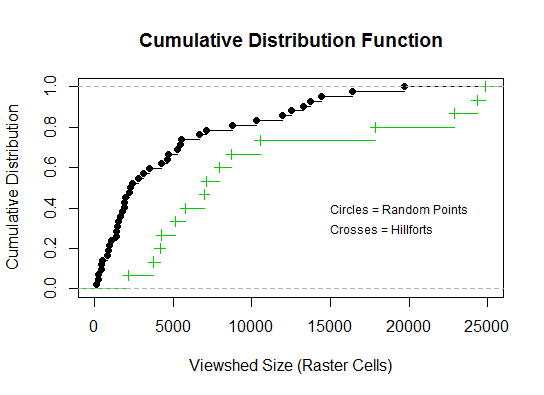 Cumulative Distribution Function
Cumulative Distribution
1.0
0.8
0.6
0.4
0.2
0.0
Circles = Random Points
Crosses = Hillforts
0 5000 10000 15000 20000 25000
Viewshed Size (Raster Cells)